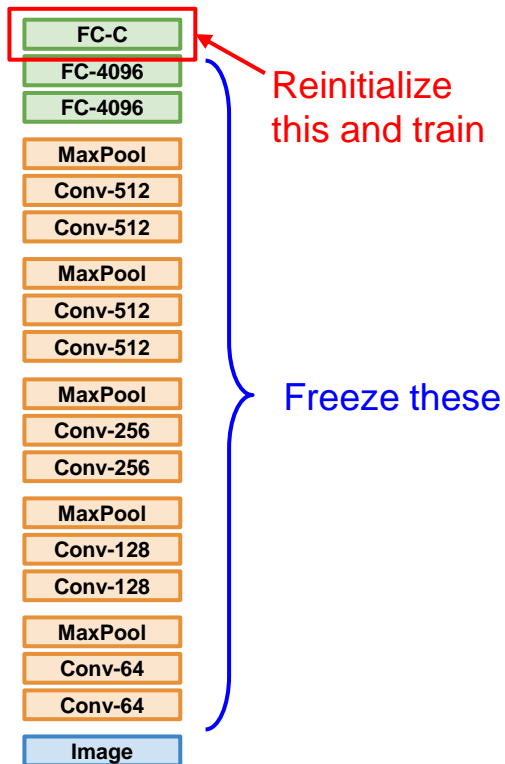 FC-C
FC-4096
FC-4096
Reinitialize
this and train
MaxPool
Conv-512
Conv-512
MaxPool
Conv-512
Conv-512
MaxPool
Conv-256
Conv-256
Freeze these
MaxPool
Conv-128
Conv-128
MaxPool
Conv-64
Conv-64
Image